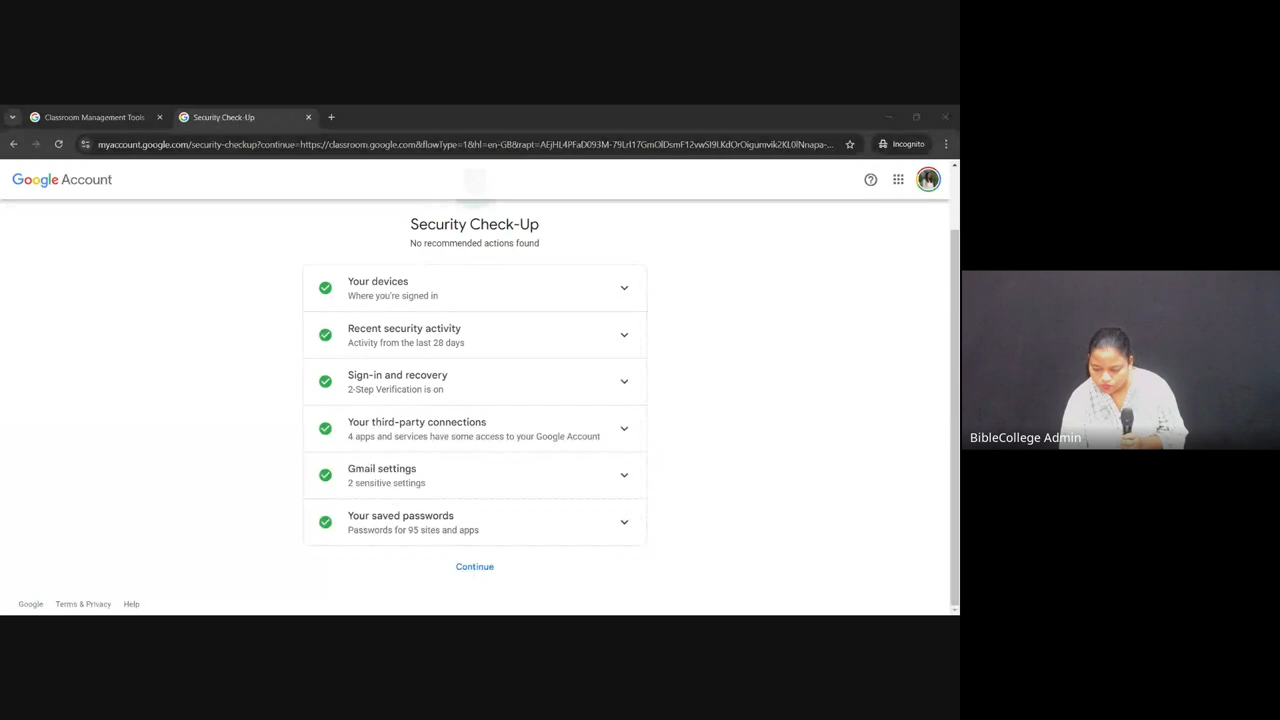 Classroom Management Tools
Security Check-Up
Incognito
Google Account
Security Check-Up
No recommended actions found
Your devices
Where you're signed in
Recent security activity
Activity from the last 28 days
Sign-in and recovery
2-Step Verification is on
Your third-party connections
4 apps and services have some access to your Google Account
Gmail settings
2 sensitive settings
Your saved passwords
Passwords for 95 sites and apps
Continue
Google Terms & Privacy Help
BibleCollege Admin